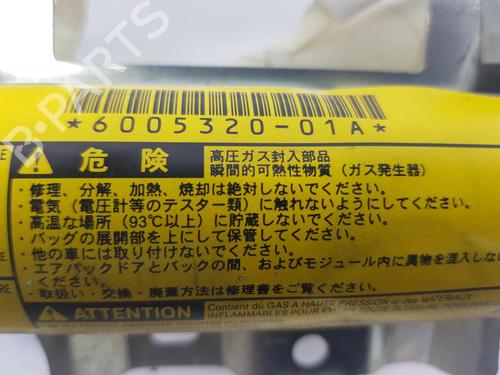 B-PARTS
*6005320-01A*
危険
高圧ガス封入部品
瞬間的可熱性物質（ガス発生器）
・修理、分解、加熱、焼却は絶対しないでください。
・電気（電圧計等のテスター類）に触れないようにしてください。
・高温な場所（93℃以上）に貯蔵しないでください。
・バッグの展開部を上にして保管してください。
・他の車には取り付けないでください。
・エアバックドアとバックの間、およびモジュール内に異物を混入しない
ください。
・取扱い・交換・廃棄方法は修理書をご覧ください。
ATTENTION
Contient du GAS A HAUTE PRESSION et des MATERIAUX
INFLAMMABLES POUR EVITER TOUT BLESSURE PERSONNEL